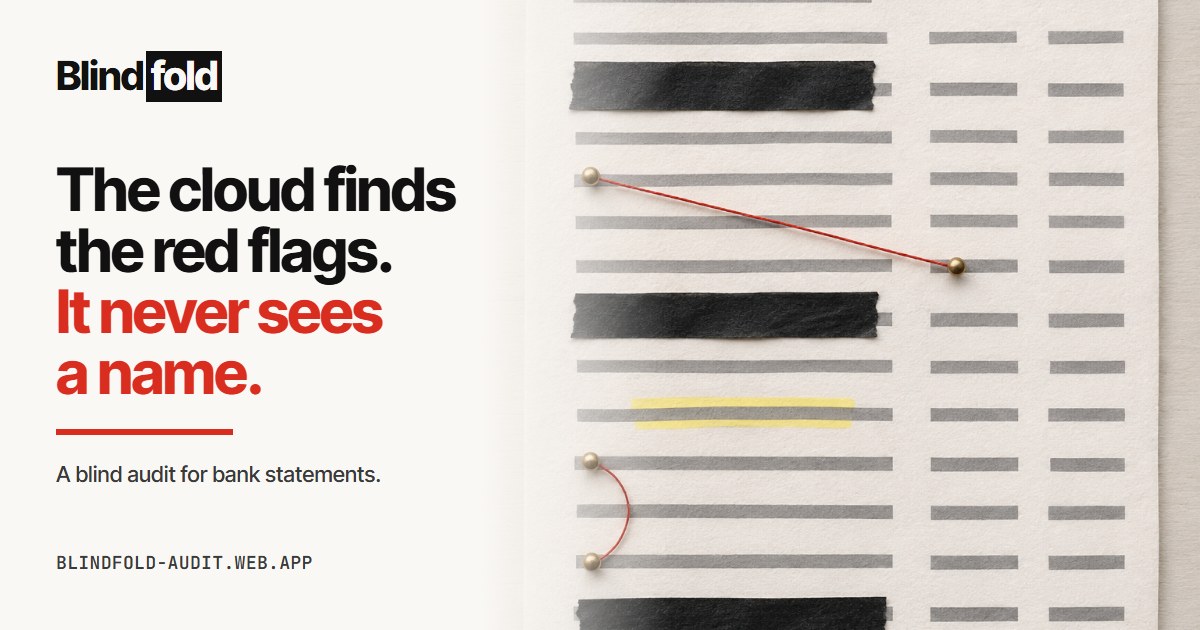 Blindfold
The cloud finds
the red flags.
It never sees
a name.
A blind audit for bank statements.
BLINDFOLD-AUDIT.WEB.APP